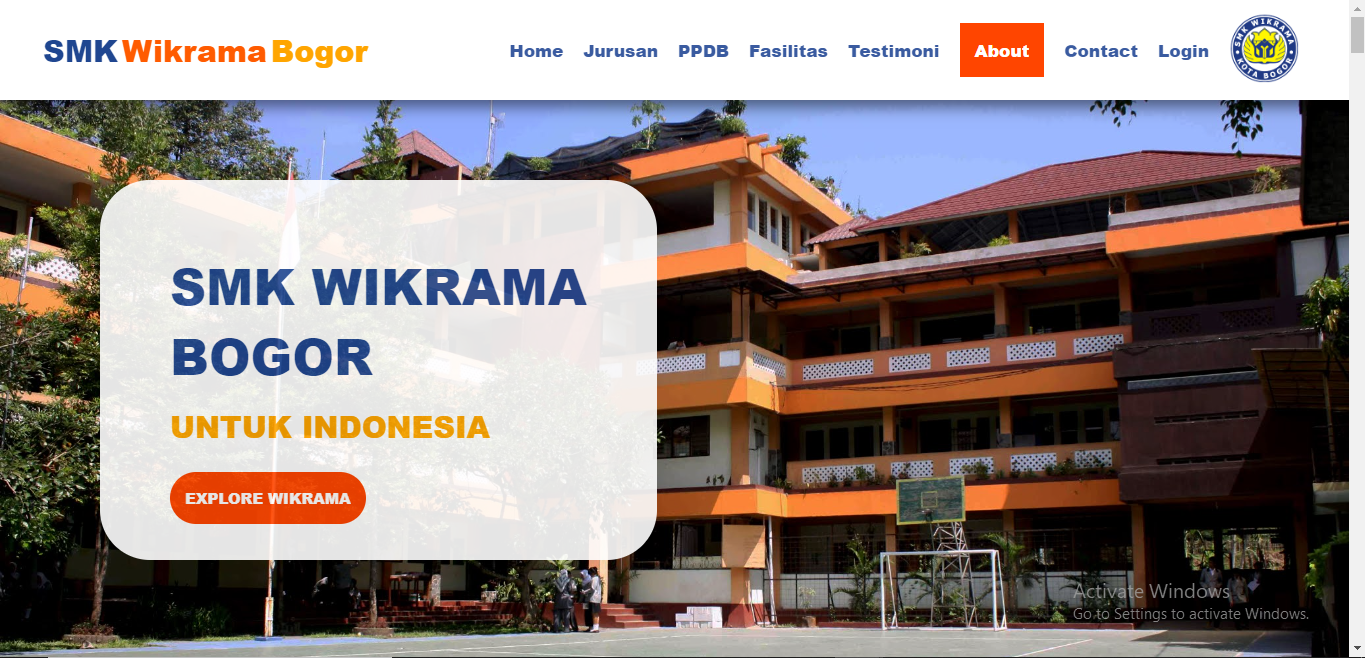 SMK Wikrama Bogor
Home Jurusan PPDB Fasilitas Testimoni About Contact Login
SMK WIKRAMA
KOTA BOGOR
SMK WIKRAMA
BOGOR
UNTUK INDONESIA
EXPLORE WIKRAMA
Activate Windows
Go to Settings to activate Windows.